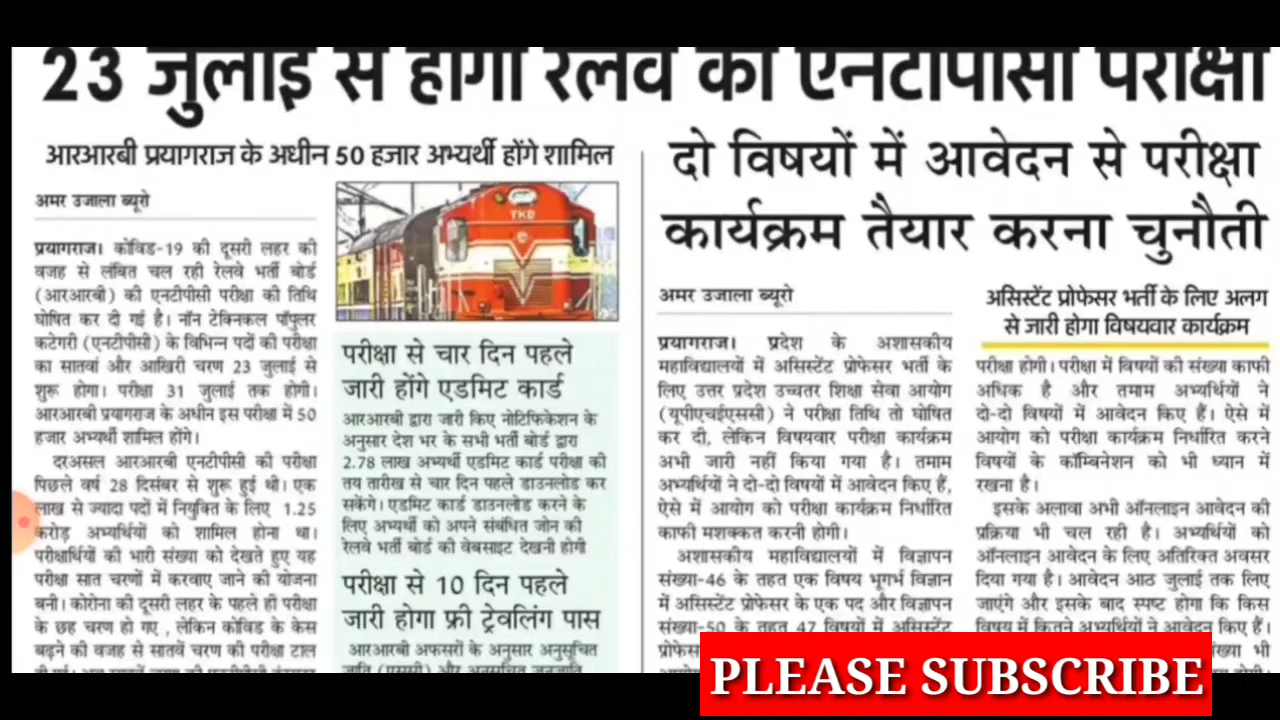 23 जुलाई से होगी रेलवे की एनटीपीसी परीक्षा
आरआरबी प्रयागराज के अधीन 50 हजार अभ्यर्थी होंगे शामिल
अमर उजाला ब्यूरो
प्रयागराज। कोविड-19 की दूसरी लहर की
वजह से लंबित चल रही रेलवे भर्ती बोर्ड
(आरआरबी) की एनटीपीसी परीक्षा की तिथि
घोषित कर दी गई है। नॉन टेक्निकल पॉपुलर
कटेगरी (एनटीपीसी) के विभिन्न पदों की परीक्षा
का सातवां और आखिरी चरण 23 जुलाई से
शुरू होगा। परीक्षा 31 जुलाई तक होगी।
आरआरबी प्रयागराज के अधीन इस परीक्षा में 50
हजार अभ्यर्थी शामिल होंगे।
दरअसल आरआरबी एनटीपीसी की परीक्षा
पिछले वर्ष 28 दिसंबर से शुरू हुई थी। एक
लाख से ज्यादा पदों में नियुक्ति के लिए 1.25
करोड़ अभ्यर्थियों को शामिल होना था।
परीक्षार्थियों की भारी संख्या को देखते हुए यह
परीक्षा सात चरणों में करवाए जाने की योजना
बनी। कोरोना की दूसरी लहर के पहले ही परीक्षा
के छह चरण हो गए , लेकिन कोविड के केस
बढ़ने की वजह से सातवें चरण की परीक्षा टाल
TKD
परीक्षा से चार दिन पहले
जारी होंगे एडमिट कार्ड
आरआरबी द्वारा जारी किए नोटिफिकेशन के
अनुसार देश भर के सभी भर्ती बोर्ड द्वारा
2.78 लाख अभ्यर्थी एडमिट कार्ड परीक्षा की
तय तारीख से चार दिन पहले डाउनलोड कर
सकेंगे। एडमिट कार्ड डाउनलोड करने के
लिए अभ्यर्थी को अपने संबंधित जोन की
रेलवे भर्ती बोर्ड की वेबसाइट देखनी होगी
परीक्षा से 10 दिन पहले
जारी होगा फ्री ट्रेवलिंग पास
आरआरबी अफसरों के अनुसार अनुसूचित
दो विषयों में आवेदन से परीक्षा
कार्यक्रम तैयार करना चुनौती
अमर उजाला ब्यूरो
प्रयागराज। प्रदेश के अशासकीय
महाविद्यालयों में असिस्टेंट प्रोफेसर भर्ती के
लिए उत्तर प्रदेश उच्चतर शिक्षा सेवा आयोग
(यूपीएचईएससी) ने परीक्षा तिथि तो घोषित
कर दी, लेकिन विषयवार परीक्षा कार्यक्रम
अभी जारी नहीं किया गया है। तमाम
अभ्यर्थियों ने दो-दो विषयों में आवेदन किए हैं,
ऐसे में आयोग को परीक्षा कार्यक्रम निर्धारित
काफी मशक्कत करनी होगी।
अशासकीय महाविद्यालयों में विज्ञापन
संख्या-46 के तहत एक विषय भूगर्भ विज्ञान
में असिस्टेंट प्रोफेसर के एक पद और विज्ञापन
संख्या-50 के तहत 47 विषयों में असिस्टेंट
असिस्टेंट प्रोफेसर भर्ती के लिए अलग
से जारी होगा विषयवार कार्यक्रम
परीक्षा होगी। परीक्षा में विषयों की संख्या काफी
अधिक है और तमाम अभ्यर्थियों ने
दो-दो विषयों में आवेदन किए हैं। ऐसे में
आयोग को परीक्षा कार्यक्रम निर्धारित करने
विषयों के कॉम्बिनेशन को भी ध्यान में
रखना है।
इसके अलावा अभी ऑनलाइन आवेदन की
प्रक्रिया भी चल रही है। अभ्यर्थियों को
ऑनलाइन आवेदन के लिए अतिरिक्त अवसर
दिया गया है। आवेदन आठ जुलाई तक लिए
जाएंगे और इसके बाद स्पष्ट होगा कि किस
विषय में कितने अभ्यर्थियों ने आवेदन किए हैं।
PLEASE SUBSCRIBE